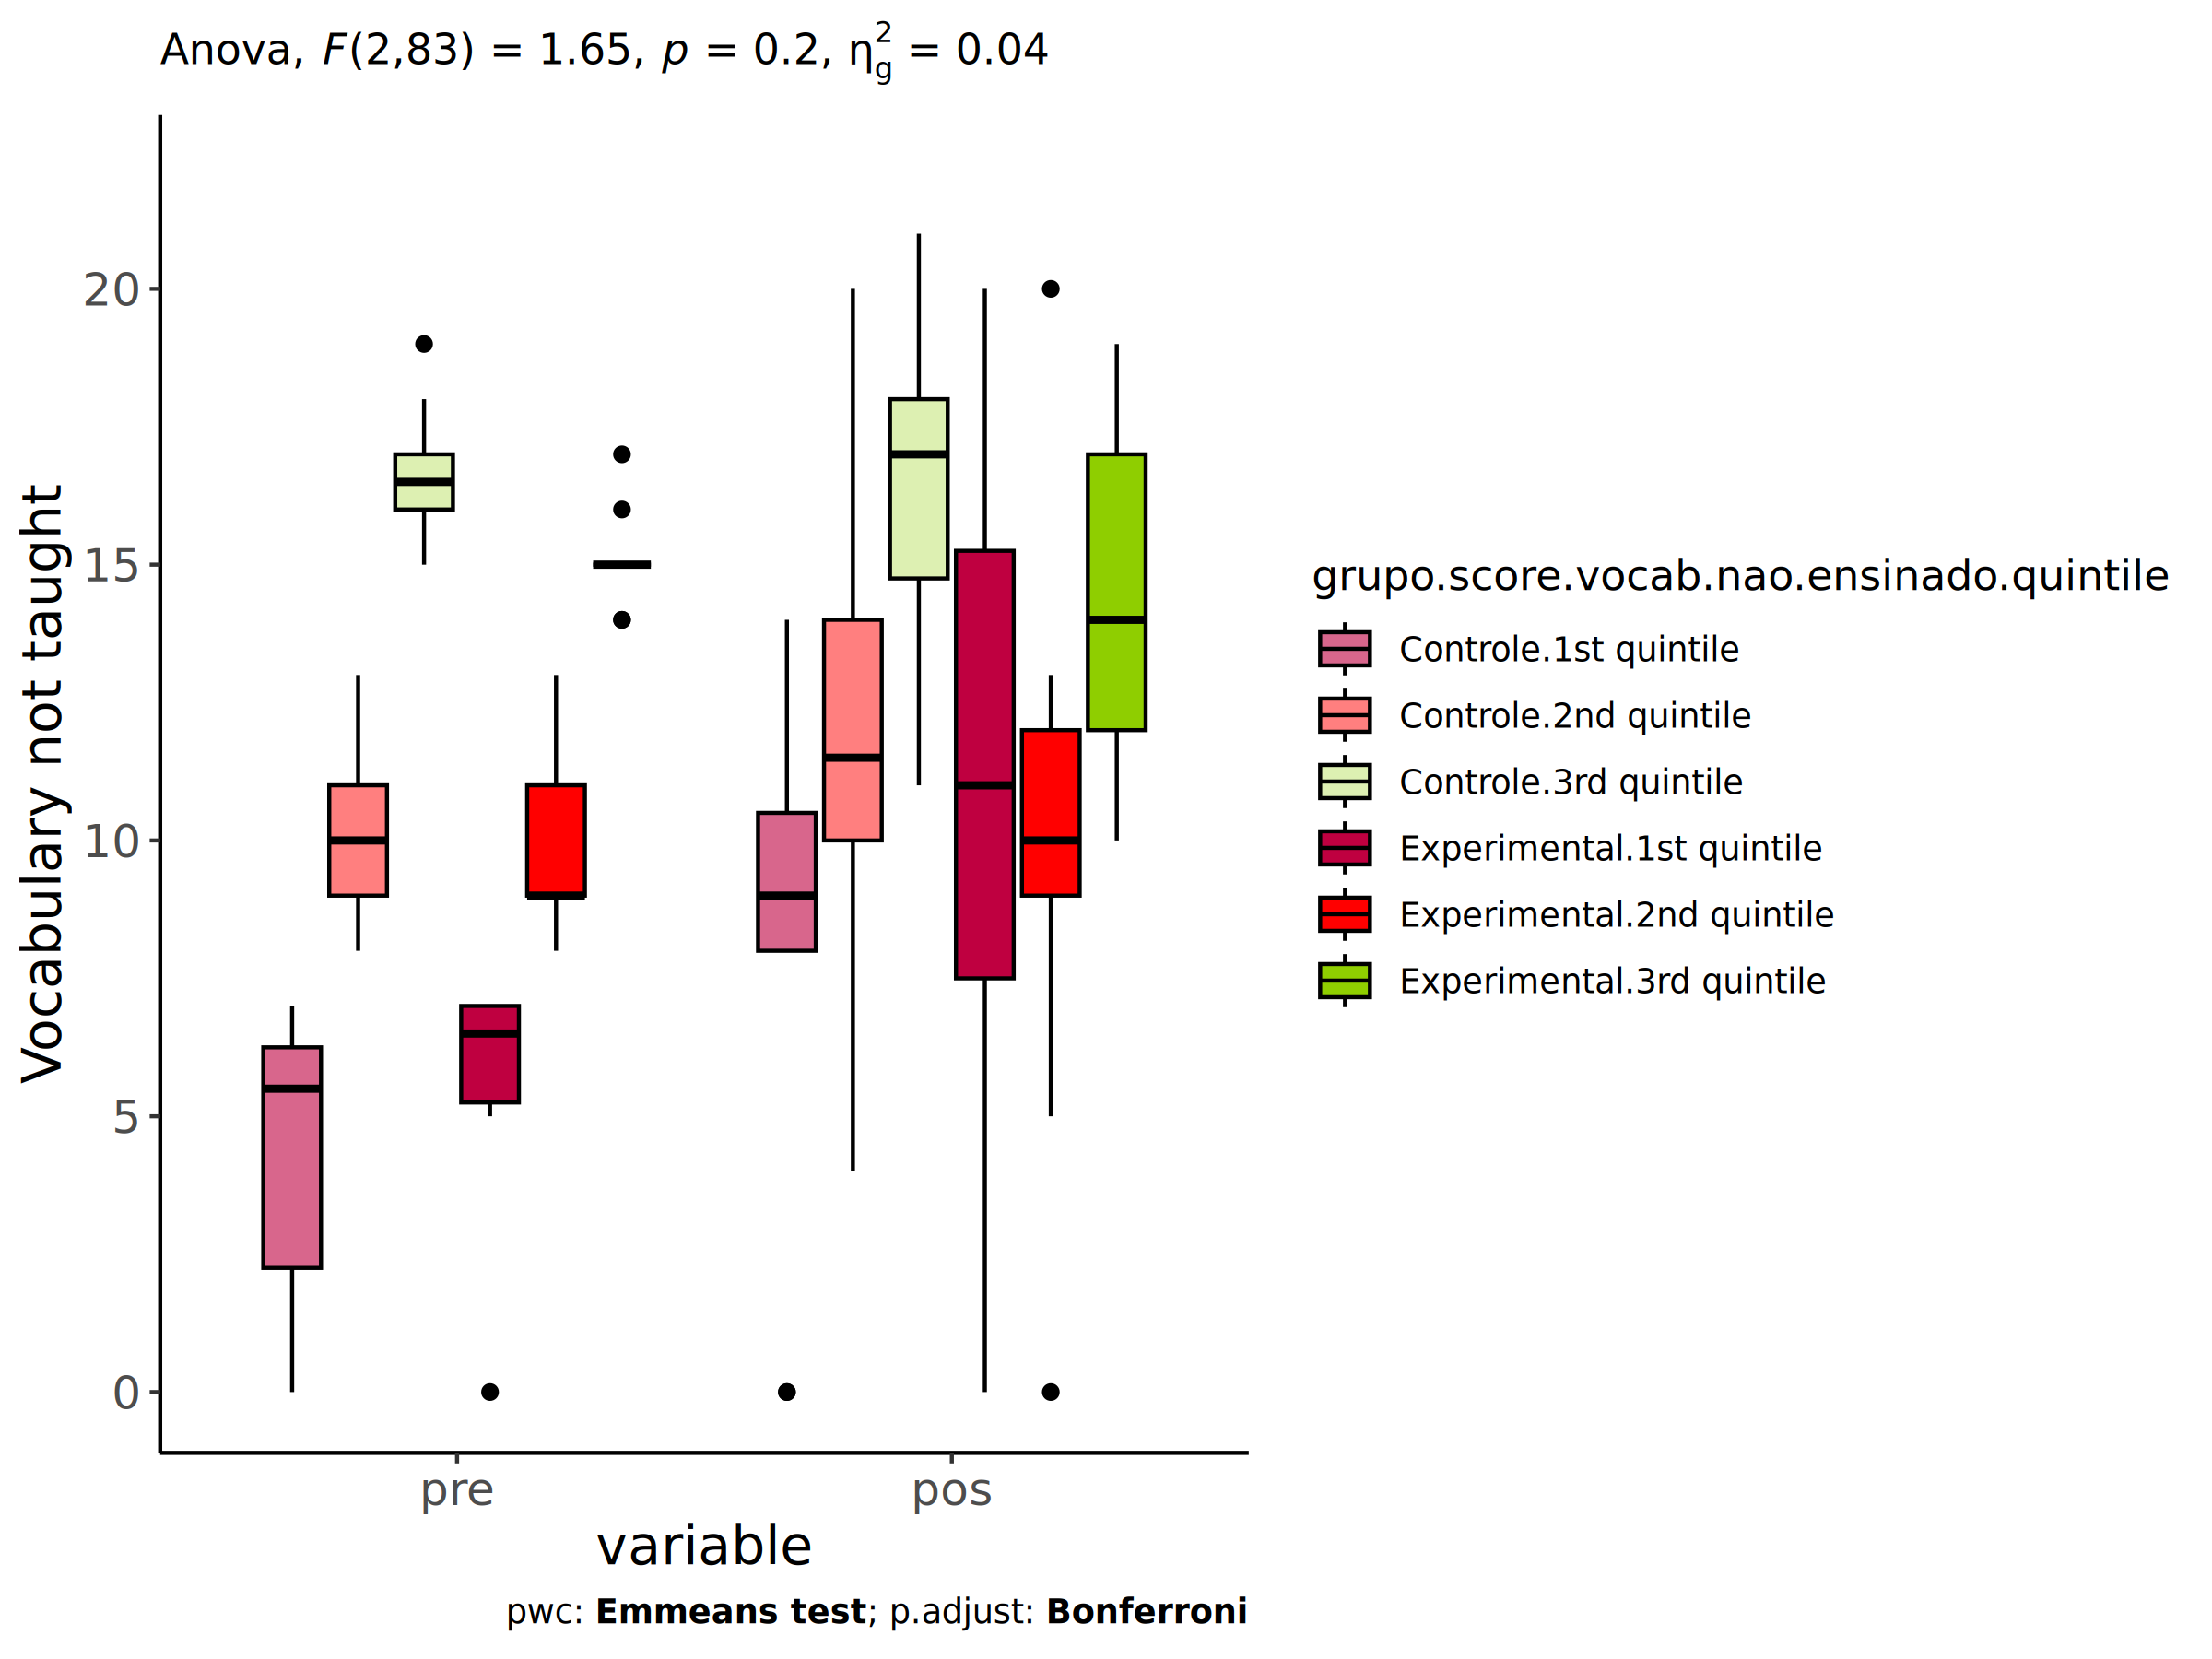 Anova, F(2,83) = 1.65, p = 0.2, η²g = 0.04
Vocabulary not taught
20
15
10
5
0
pre
pos
variable
pwc: Emmeans test; p.adjust: Bonferroni
grupo.score.vocab.nao.ensinado.quintile
Controle.1st quintile
Controle.2nd quintile
Controle.3rd quintile
Experimental.1st quintile
Experimental.2nd quintile
Experimental.3rd quintile